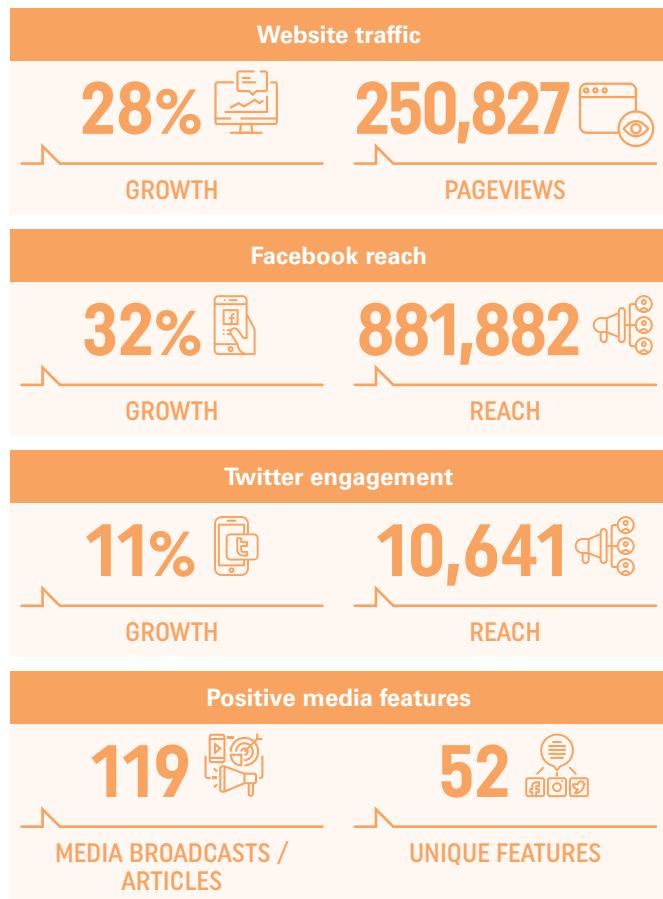 Website traffic
28%
250,827
GROWTH
PAGEVIEWS
Facebook reach
32%
881,882
GROWTH
REACH
Twitter engagement
11%
10,641
GROWTH
REACH
Positive media features
119
52
MEDIA BROADCASTS /
ARTICLES
UNIQUE FEATURES